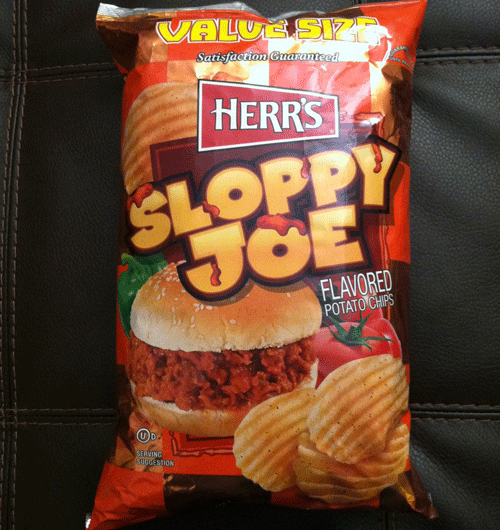 VALUE SIZE
Satisfaction Guaranteed
HERR'S
SLOPPY
JOE
FLAVORED
POTATO CHIPS
U D
SERVING
SUGGESTION